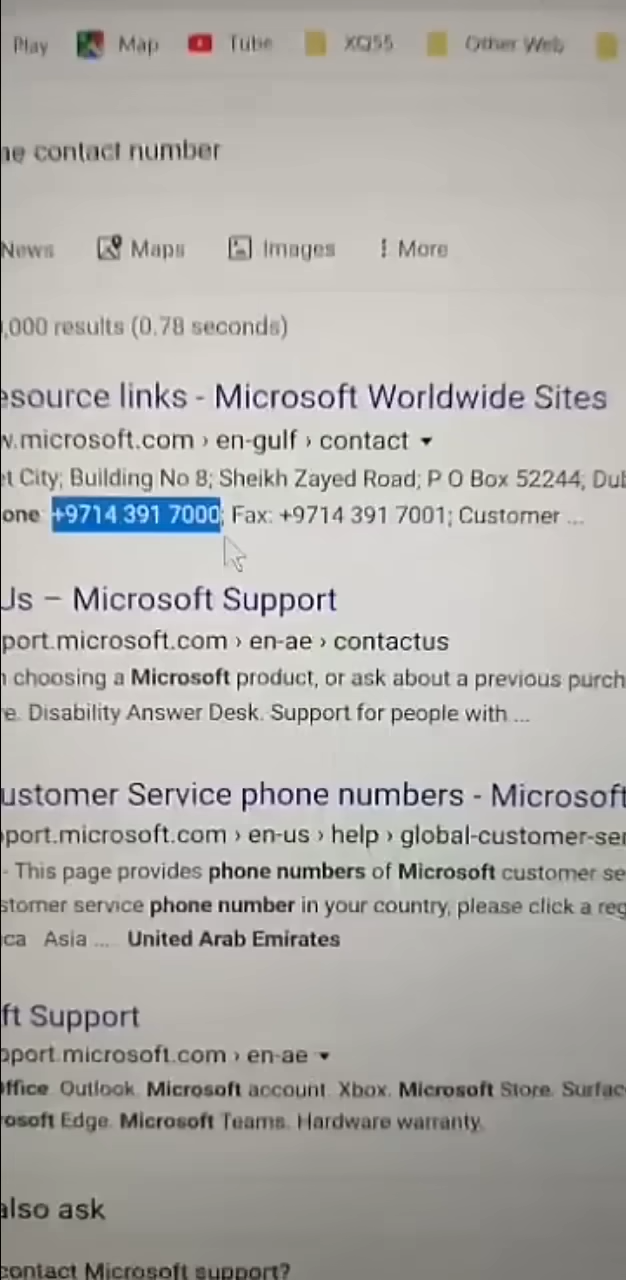 Play Map Tube XQ55 Other Web
ne contact number
News Maps Images More
,000 results (0.78 seconds)
esource links - Microsoft Worldwide Sites
w.microsoft.com › en-gulf › contact
et City; Building No 8; Sheikh Zayed Road; P O Box 52244; Dub
one +9714 391 7000; Fax: +9714 391 7001; Customer ...
Us – Microsoft Support
port.microsoft.com › en-ae › contactus
n choosing a Microsoft product, or ask about a previous purch
e. Disability Answer Desk. Support for people with ...
ustomer Service phone numbers - Microsoft
pport.microsoft.com › en-us › help › global-customer-ser
- This page provides phone numbers of Microsoft customer se
stomer service phone number in your country, please click a reg
ca Asia ... United Arab Emirates
ft Support
pport.microsoft.com › en-ae
Office. Outlook. Microsoft account. Xbox. Microsoft Store. Surfac
rosoft Edge. Microsoft Teams. Hardware warranty.
also ask
contact Microsoft support?